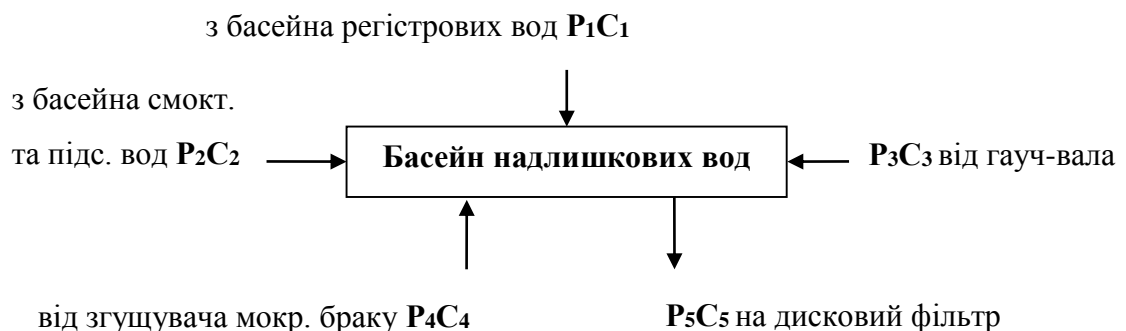 з басейна регістрових вод P₁C₁
з басейна смокт.
та підс. вод P₂C₂
Басейн надлишкових вод
P₃C₃ від гауч-вала
від згущувача мокр. браку P₄C₄
P₅C₅ на дисковий фільтр